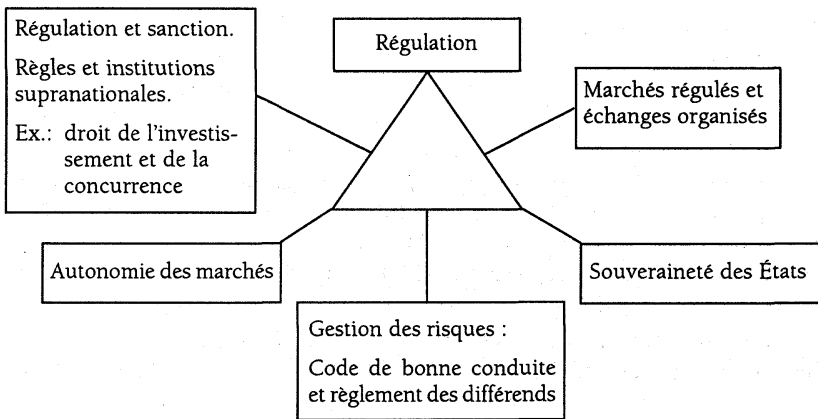 Régulation et sanction.
Règles et institutions
supranationales.
Ex.: droit de l'investis-
sement et de la
concurrence
Régulation
Marchés régulés et
échanges organisés
Autonomie des marchés
Souveraineté des États
Gestion des risques :
Code de bonne conduite
et règlement des différends